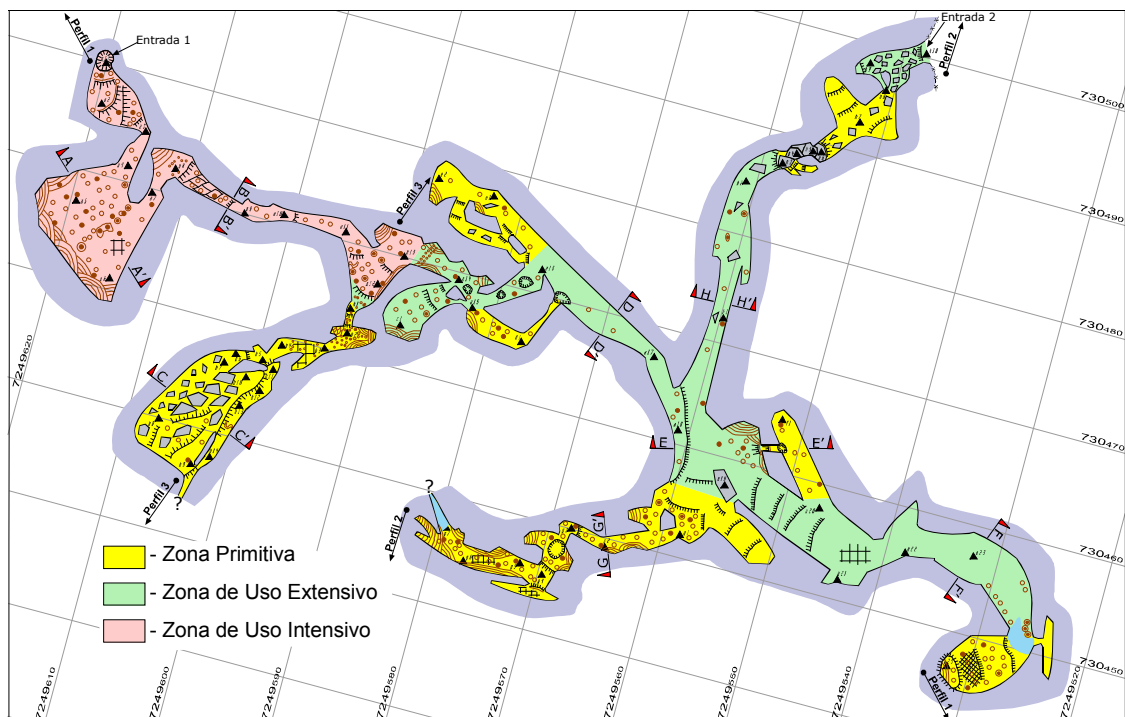 Perfil 1
Entrada 1
Entrada 2
Perfil 2
730500
A
B
B'
Perfil 3
730490
A'
H
H'
D
D'
730480
7249620
C
C'
E
E'
730470
Perfil 3
?
?
Perfil 2
G'
G
F
F'
730460
- Zona Primitiva
- Zona de Uso Extensivo
- Zona de Uso Intensivo
730450
Perfil 1
7249610
7249600
7249590
7249580
7249570
7249560
7249550
7249540
7249520